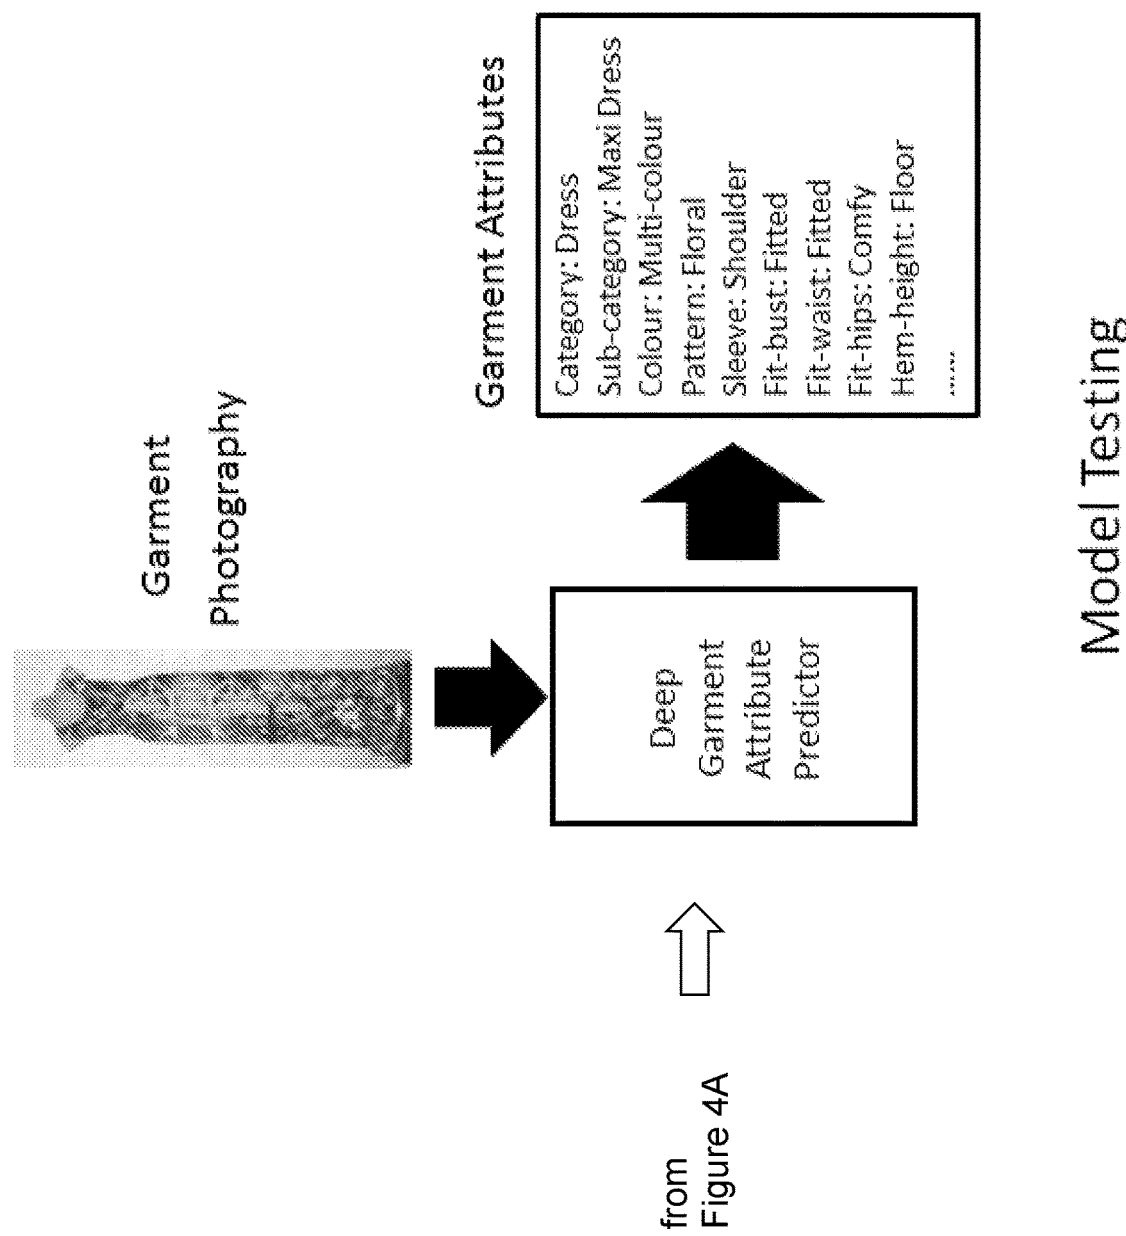 Garment
Photography
from
Figure 4A
Deep
Garment
Attribute
Predictor
Garment Attributes
Category: Dress
Sub-category: Maxi Dress
Colour: Multi-colour
Pattern: Floral
Sleeve: Shoulder
Fit-bust: Fitted
Fit-waist: Fitted
Fit-hips: Comfy
Hem-height: Floor
......
Model Testing